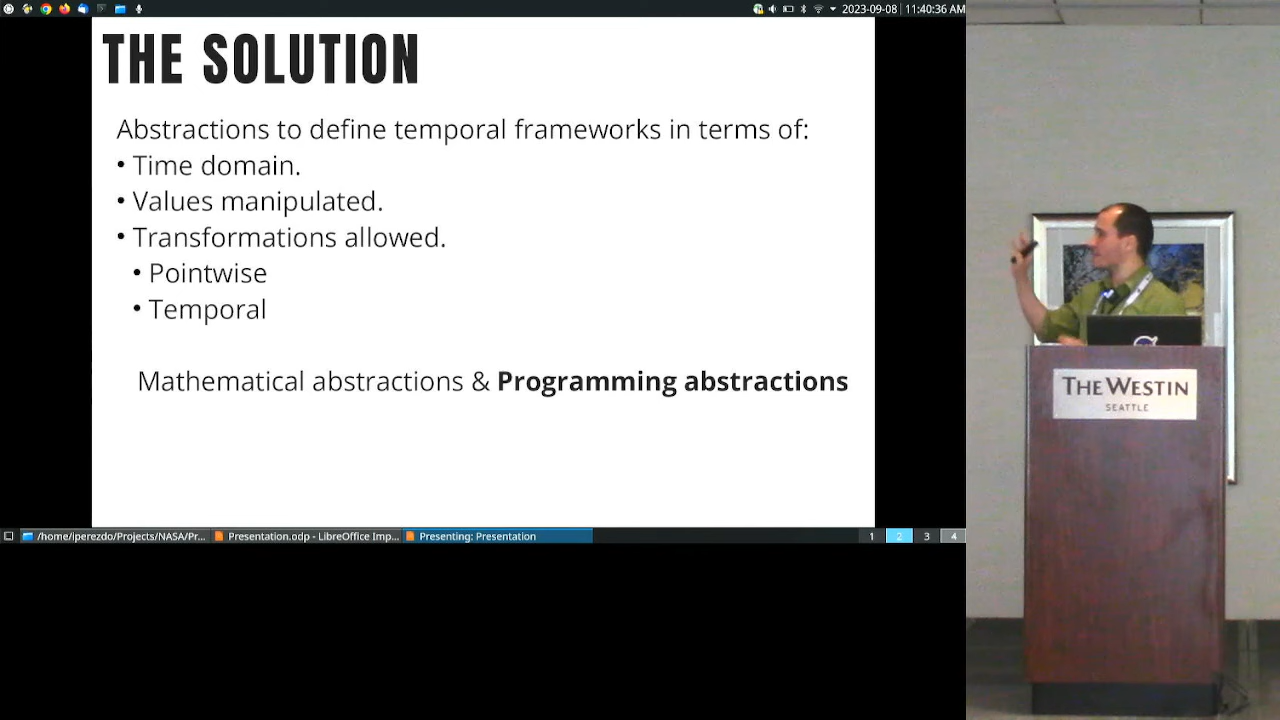 2023-09-08
11:40:36 AM
THE SOLUTION
Abstractions to define temporal frameworks in terms of:
• Time domain.
• Values manipulated.
• Transformations allowed.
• Pointwise
• Temporal
Mathematical abstractions & Programming abstractions
THE WESTIN
SEATTLE
/home/iperezdo/Projects/NASA/Pr...
Presentation.odp - LibreOffice Imp...
Presenting: Presentation
1
2
3
4